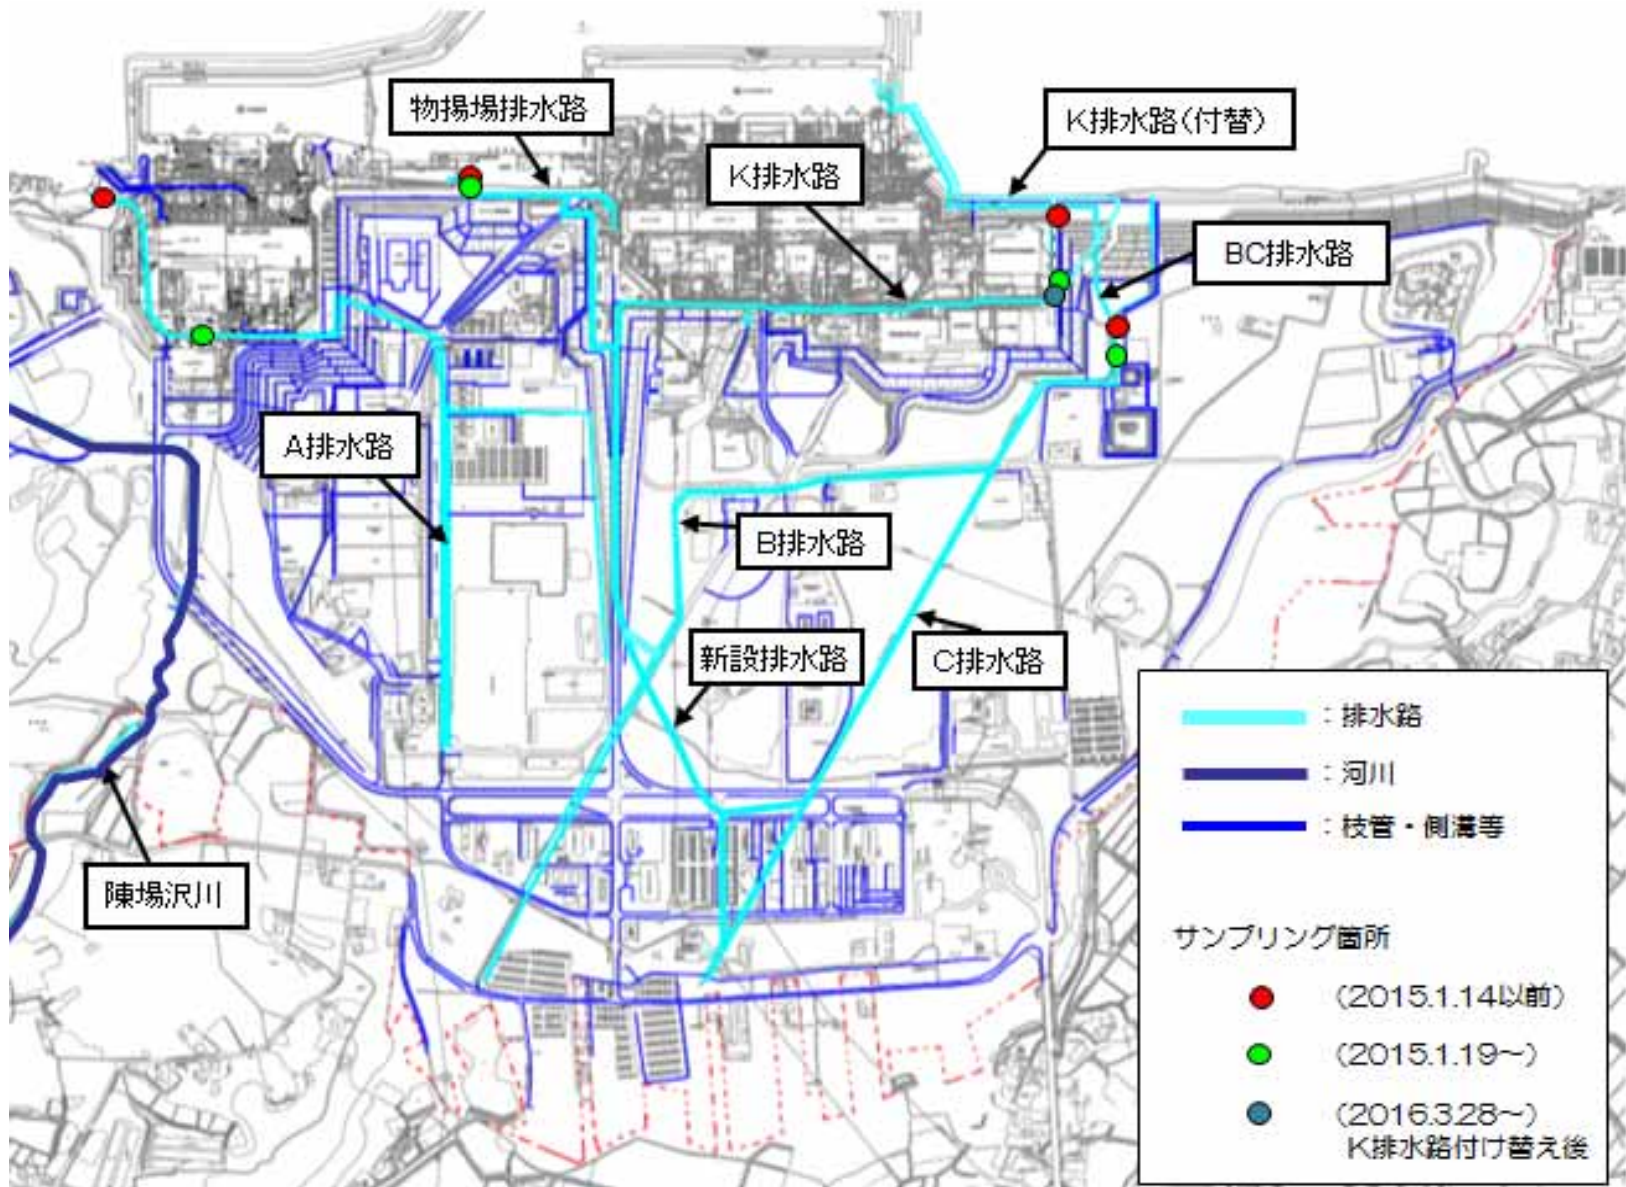 物揚場排水路
K排水路(付替)
K排水路
BC排水路
A排水路
B排水路
新設排水路
C排水路
陳場沢川
：排水路
：河川
：枝管・側溝等
サンプリング箇所
(2015.1.14以前)
(2015.1.19〜)
(2016.3.28〜)
K排水路付け替え後